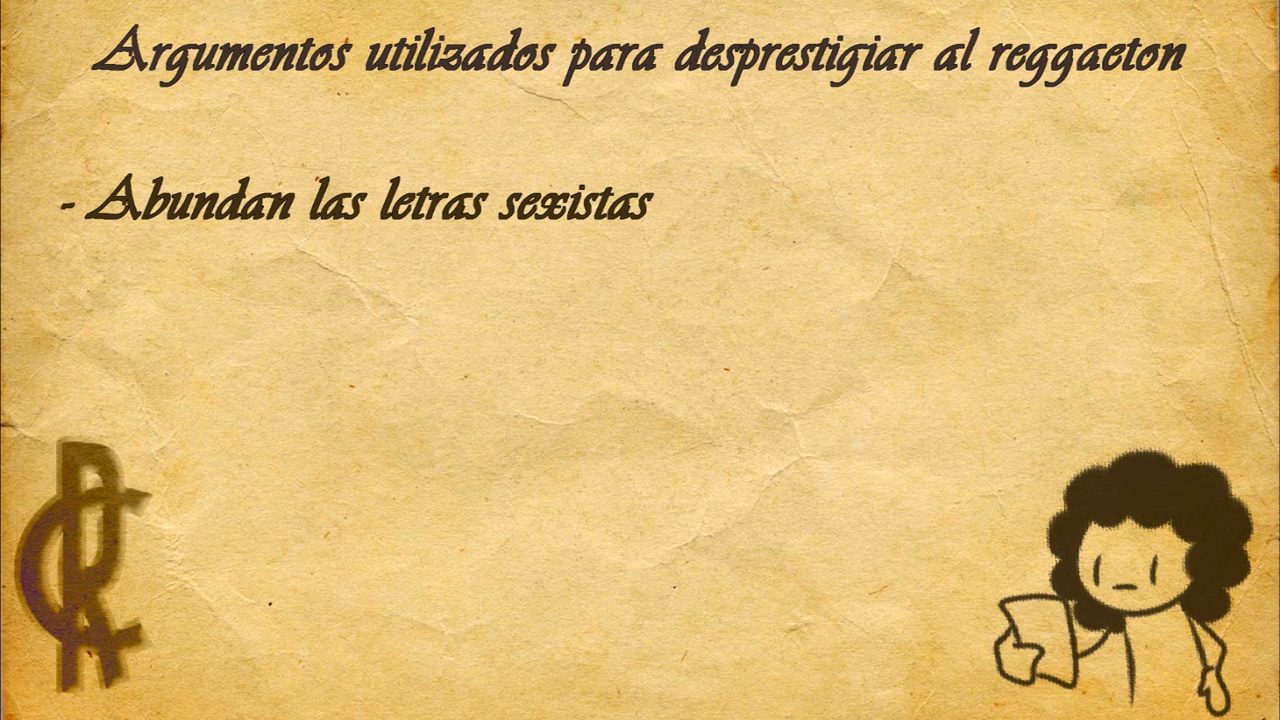 Argumentos utilizados para desprestigiar al reggaeton
- Abundan las letras sexistas